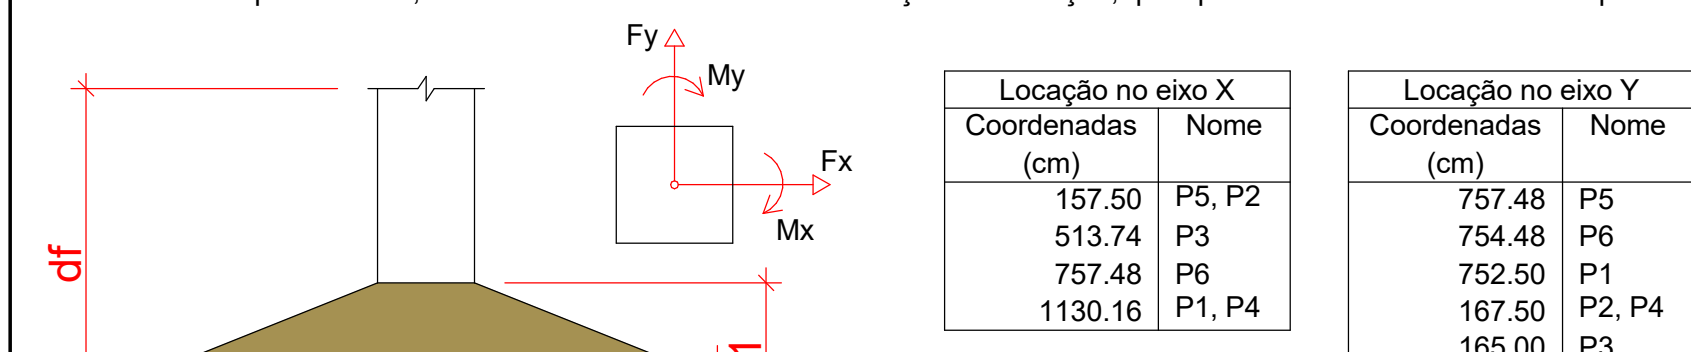 Fy
My
Fx
Mx
df
Locação no eixo X
Coordenadas (cm) Nome
157.50 P5, P2
513.74 P3
757.48 P6
1130.16 P1, P4
Locação no eixo Y
Coordenadas (cm) Nome
757.48 P5
754.48 P6
752.50 P1
167.50 P2, P4
165.00 P3